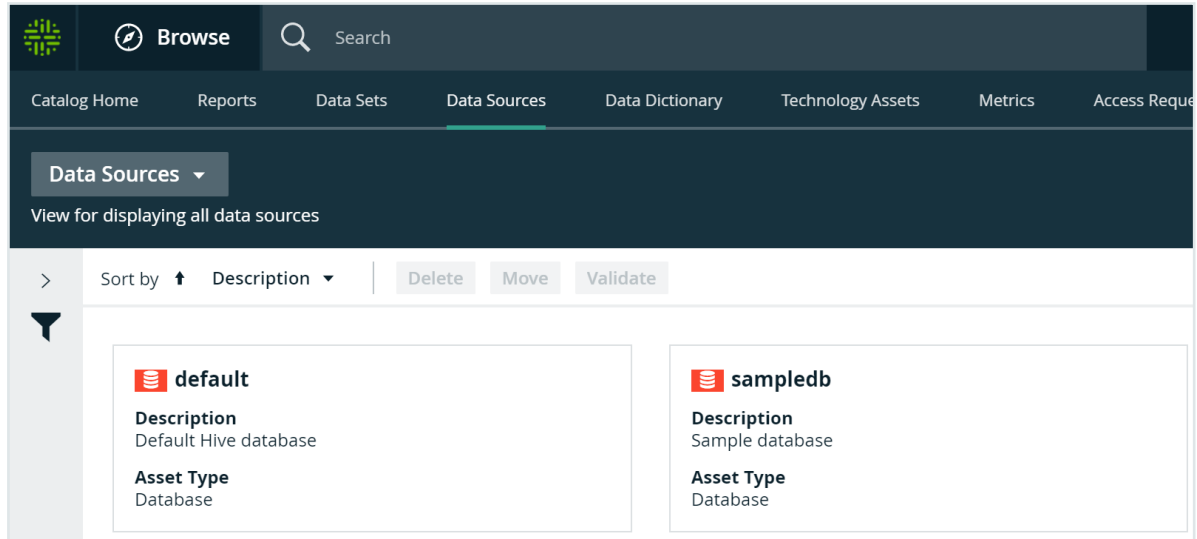 Browse Search
Catalog Home Reports Data Sets Data Sources Data Dictionary Technology Assets Metrics Access Reque
Data Sources
View for displaying all data sources
Sort by Description Delete Move Validate
default
Description
Default Hive database
Asset Type
Database
sampledb
Description
Sample database
Asset Type
Database